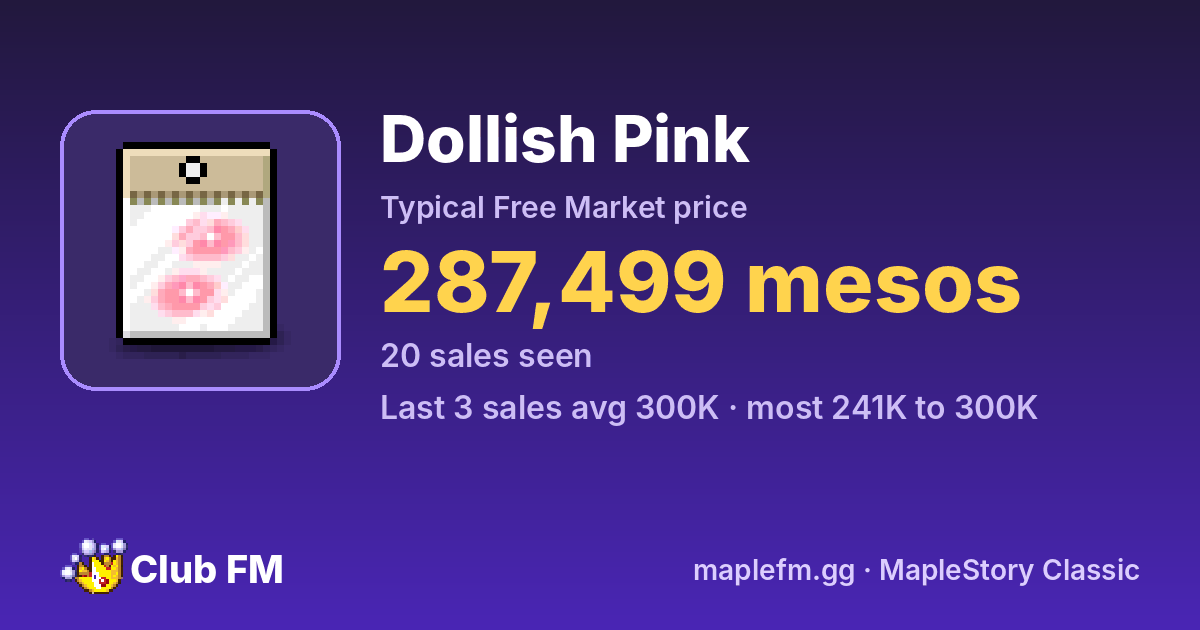 Dollish Pink
Typical Free Market price
287,499 mesos
20 sales seen
Last 3 sales avg 300K · most 241K to 300K
Club FM
maplefm.gg · MapleStory Classic